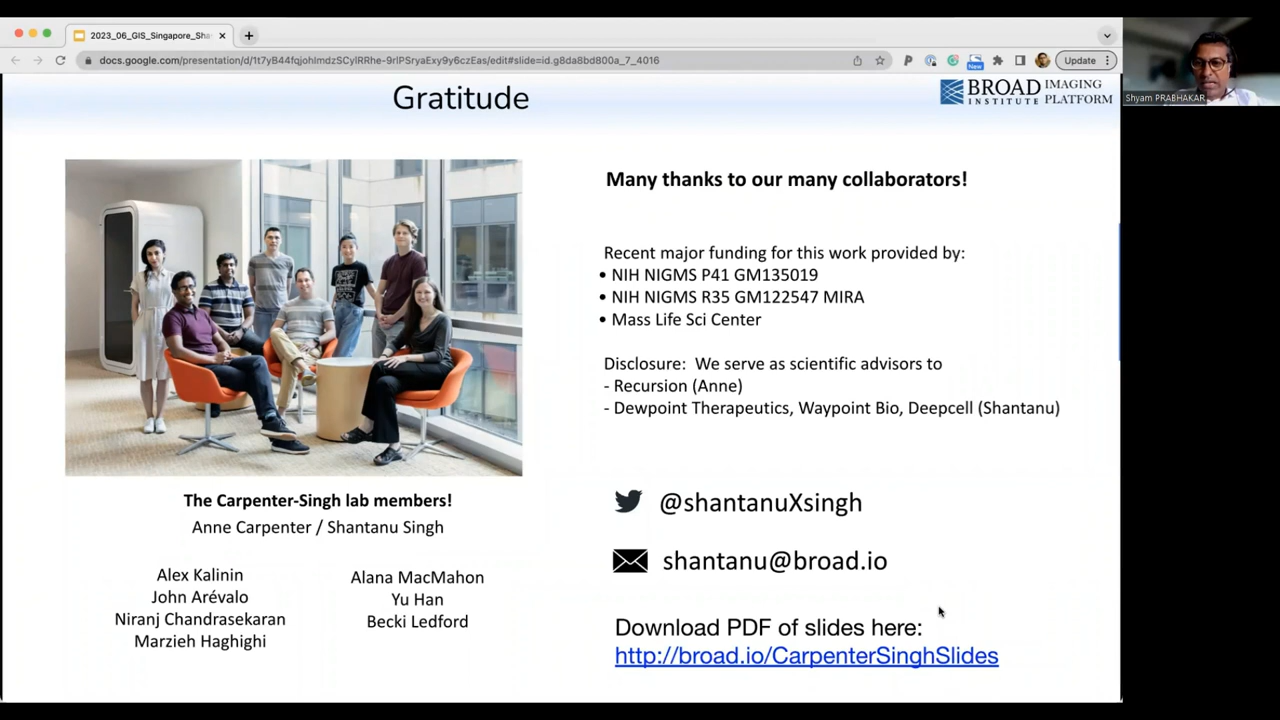 2023_06_GIS_Singapore_Sha
docs.google.com/presentation/d/1t7yB44fqjohImdzSCylRRhe-9rlPSryaExy9y6czEas/edit#slide=id.g8da8bd800a_7_4016
New
Update
Gratitude
BROAD INSTITUTE
IMAGING PLATFORM
Shyam PRABHAKAR
Many thanks to our many collaborators!
Recent major funding for this work provided by:
• NIH NIGMS P41 GM135019
• NIH NIGMS R35 GM122547 MIRA
• Mass Life Sci Center
Disclosure: We serve as scientific advisors to
- Recursion (Anne)
- Dewpoint Therapeutics, Waypoint Bio, Deepcell (Shantanu)
The Carpenter-Singh lab members!
Anne Carpenter / Shantanu Singh
Alex Kalinin
John Arévalo
Niranj Chandrasekaran
Marzieh Haghighi
Alana MacMahon
Yu Han
Becki Ledford
@shantanuXsingh
shantanu@broad.io
Download PDF of slides here:
http://broad.io/CarpenterSinghSlides